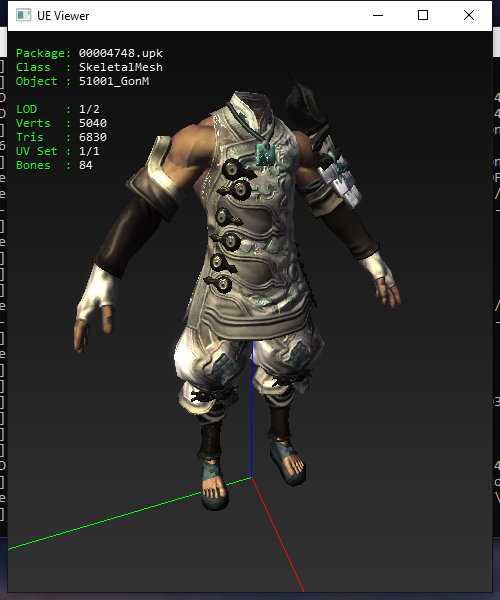 UE Viewer
Package: 00004748.upk
Class  : SkeletalMesh
Object : 51001_GonM
LOD    : 1/2
Verts  : 5040
Tris   : 6830
UV Set : 1/1
Bones  : 84